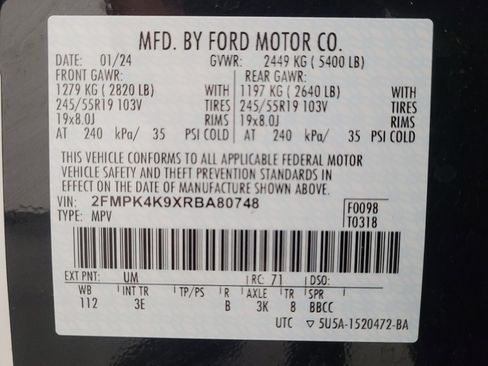 MFD. BY FORD MOTOR CO.
DATE: 01/24 GVWR: 2449 KG ( 5400 LB)
FRONT GAWR: REAR GAWR:
1279 KG ( 2820 LB) 1197 KG ( 2640 LB)
245/55R19 103V TIRES 245/55R19 103V TIRES
19x8.0J RIMS 19x8.0J RIMS
AT 240 kPa/ 35 PSI COLD AT 240 kPa/ 35 PSI COLD
THIS VEHICLE CONFORMS TO ALL APPLICABLE FEDERAL MOTOR
VEHICLE SAFETY AND THEFT PREVENTION STANDARDS IN
EFFECT ON THE DATE OF MANUFACTURE SHOWN ABOVE.
VIN: 2FMPK4K9XRBA80748 F0098
TYPE: MPV T0318
EXT PNT: UM RC: 71 DSO:
WB INT TR TP/PS R AXLE TR SPR
112 3E B 3K 8 BBCC
UTC ▽5U5A-1520472-BA